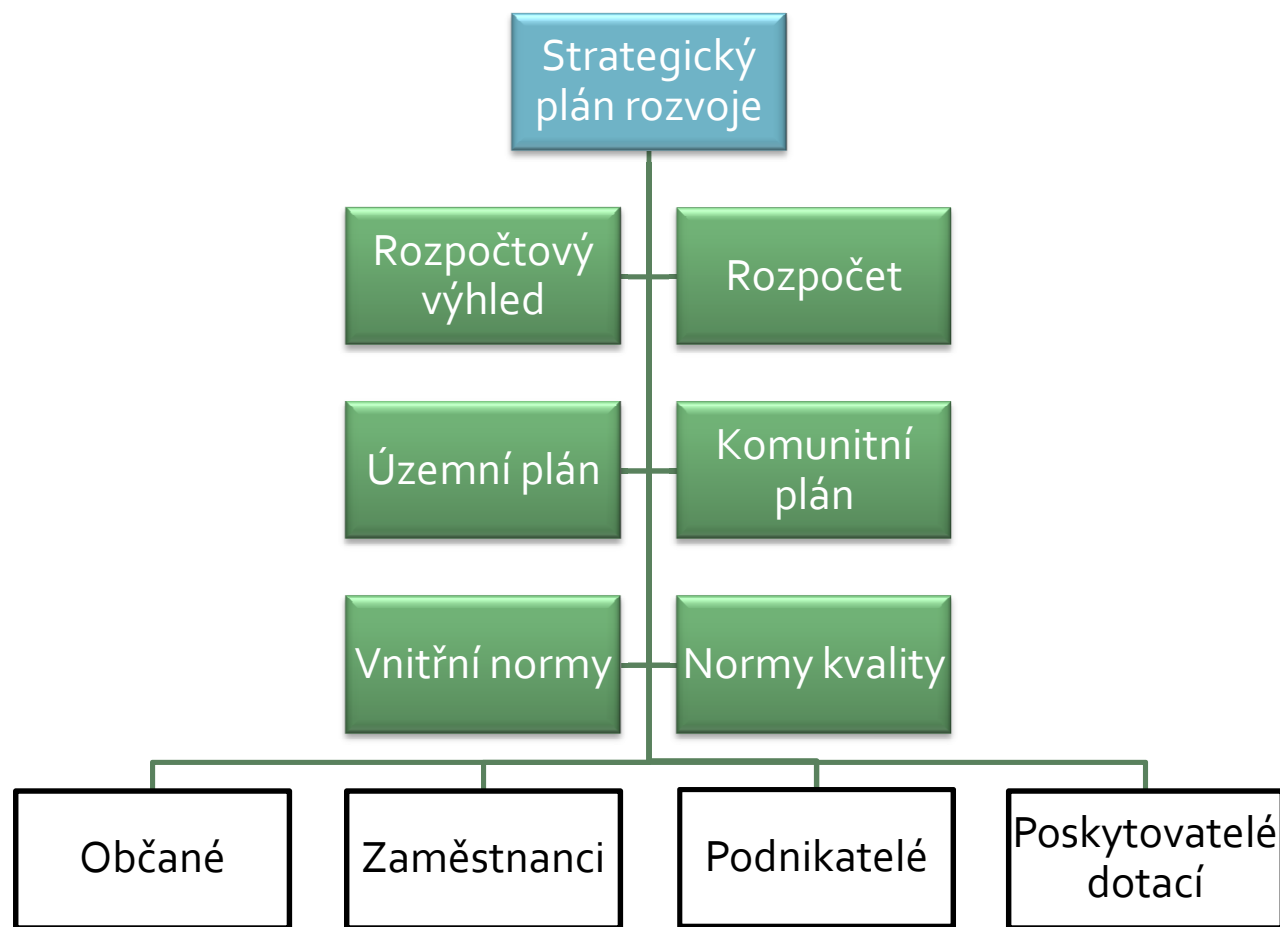 Strategický
plán rozvoje
Rozpočtový
výhled
Rozpočet
Územní plán
Komunitní
plán
Vnitřní normy
Normy kvality
Občané
Zaměstnanci
Podnikatelé
Poskytovatelé
dotací